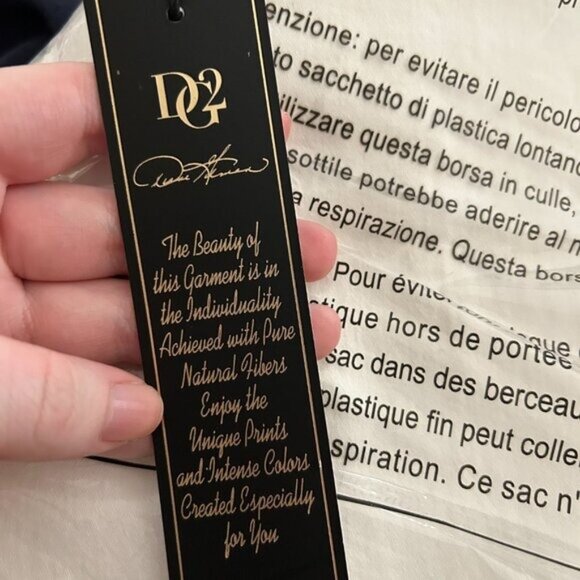 DG2
Diane Gilman
The Beauty of
this Garment is in
the Individuality
Achieved with Pure
Natural Fibers
Enjoy the
Unique Prints
and Intense Colors
Created Especially
for You
enzione: per evitare il pericolo
to sacchetto di plastica lontano
ilizzare questa borsa in culle,
sottile potrebbe aderire al n
a respirazione. Questa bors
Pour évite
tique hors de portée
sac dans des berceau
plastique fin peut colle
spiration. Ce sac n'